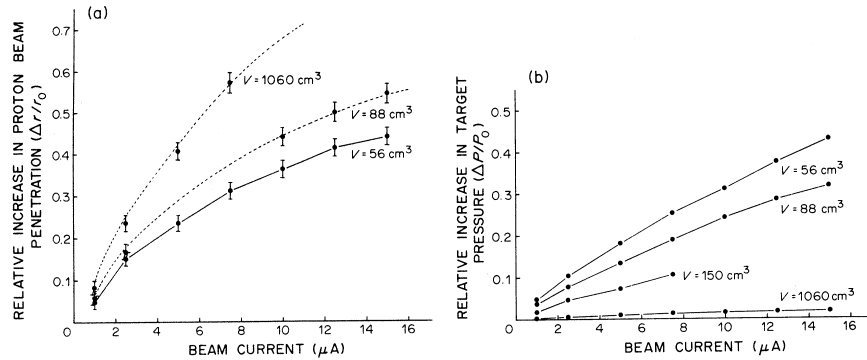 (a)
RELATIVE INCREASE IN PROTON BEAM
PENETRATION (Δr/r₀)
0.7
0.6
0.5
0.4
0.3
0.2
0.1
0
2
4
6
8
10
12
14
16
BEAM CURRENT (μA)
V = 1060 cm³
V = 88 cm³
V = 56 cm³
(b)
RELATIVE INCREASE IN TARGET
PRESSURE (ΔP/P₀)
0.5
0.4
0.3
0.2
0.1
0
2
4
6
8
10
12
14
16
BEAM CURRENT (μA)
V = 56 cm³
V = 88 cm³
V = 150 cm³
V = 1060 cm³